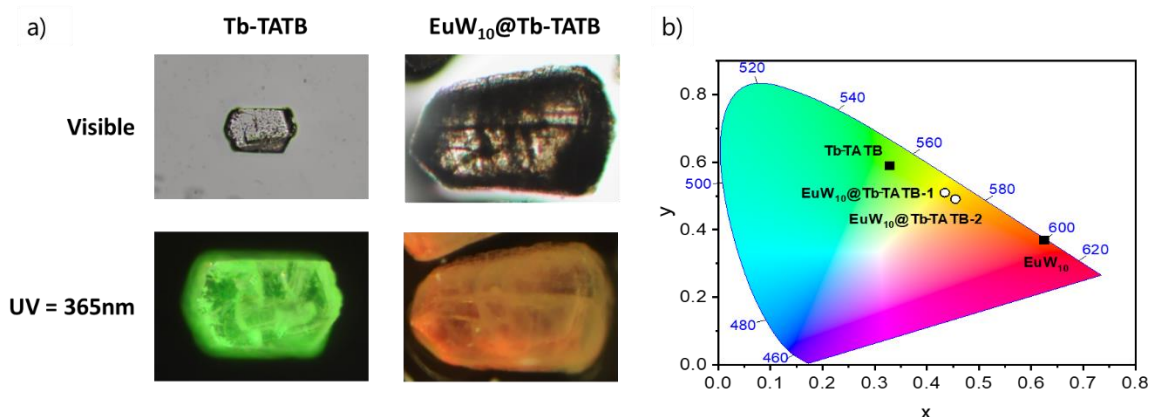 a)
Tb-TATB
EuW₁₀@Tb-TATB
Visible
UV = 365nm
b)
0.8
0.6
0.4
0.2
0.0
y
0.0 0.1 0.2 0.3 0.4 0.5 0.6 0.7 0.8
x
520
540
560
580
600
620
500
480
460
Tb-TATB
EuW₁₀@Tb-TATB-1
EuW₁₀@Tb-TATB-2
EuW₁₀